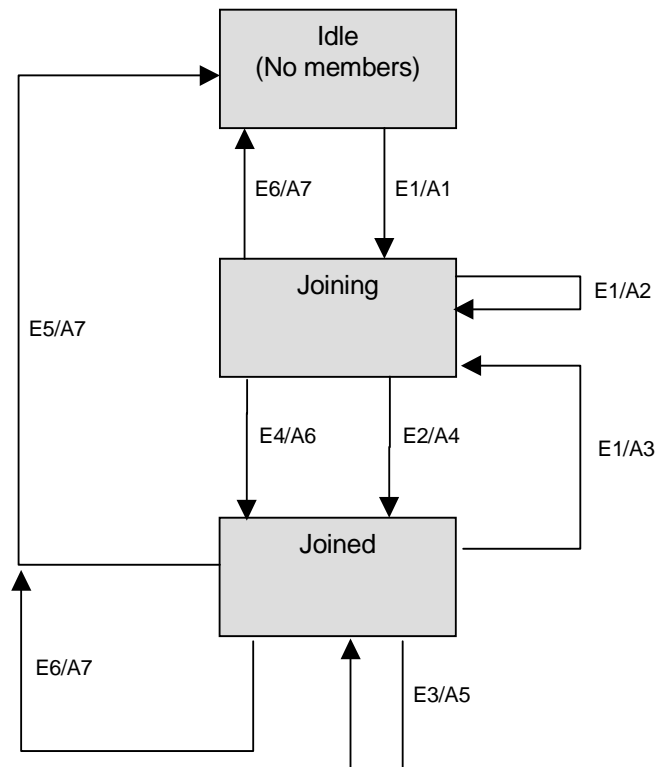 Idle
(No members)
E6/A7
E1/A1
Joining
E1/A2
E5/A7
E4/A6
E2/A4
E1/A3
Joined
E6/A7
E3/A5